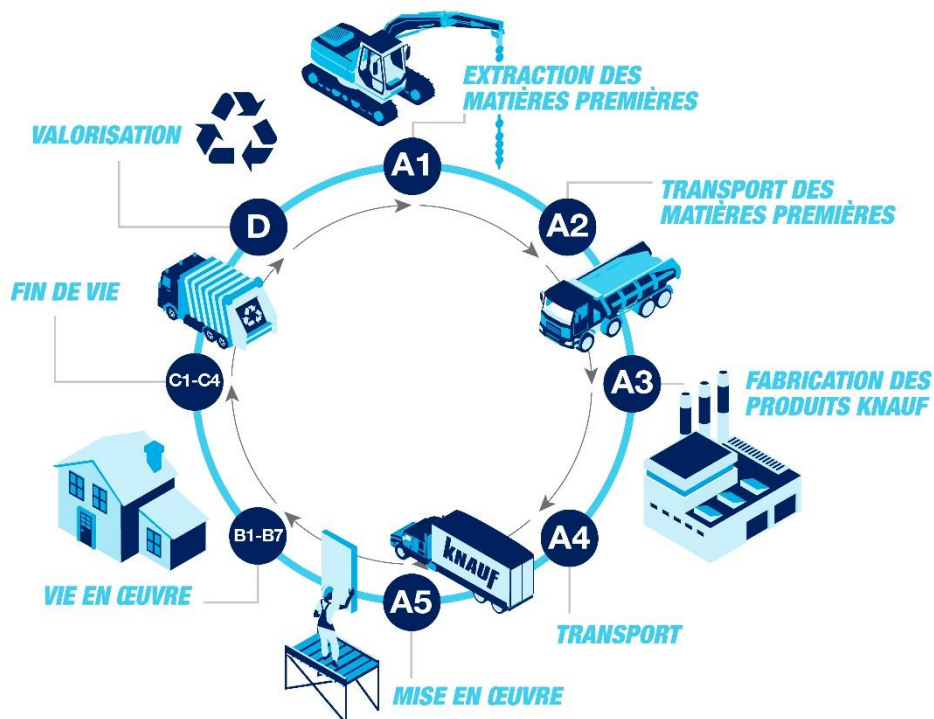 A1
EXTRACTION DES
MATIÈRES PREMIÈRES
A2
TRANSPORT DES
MATIÈRES PREMIÈRES
A3
FABRICATION DES
PRODUITS KNAUF
A4
TRANSPORT
KNAUF
A5
MISE EN ŒUVRE
B1-B7
VIE EN ŒUVRE
C1-C4
FIN DE VIE
D
VALORISATION